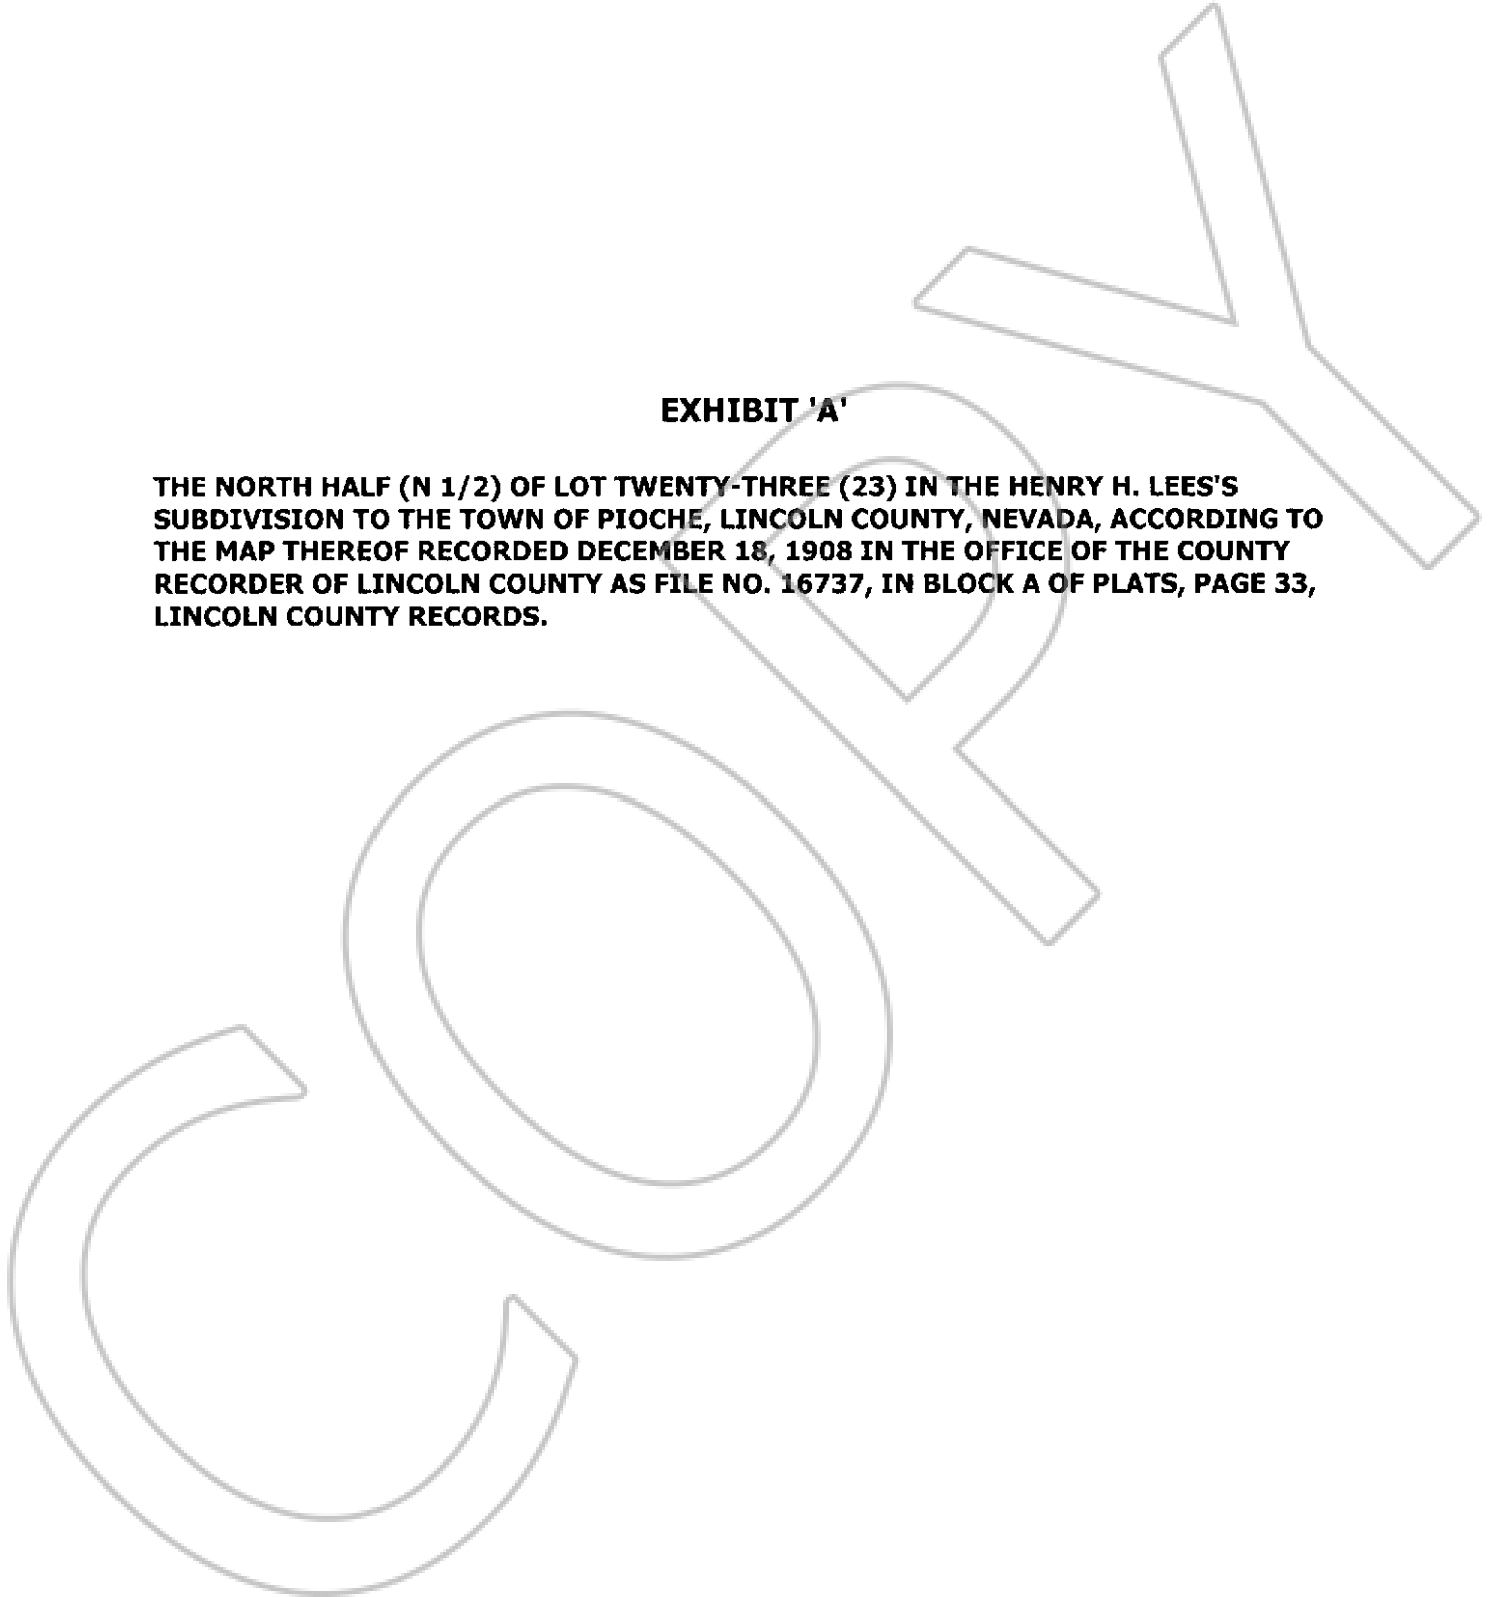 EXHIBIT 'A'
THE NORTH HALF (N 1/2) OF LOT TWENTY-THREE (23) IN THE HENRY H. LEES'S
SUBDIVISION TO THE TOWN OF PIOCHE, LINCOLN COUNTY, NEVADA, ACCORDING TO
THE MAP THEREOF RECORDED DECEMBER 18, 1908 IN THE OFFICE OF THE COUNTY
RECORDER OF LINCOLN COUNTY AS FILE NO. 16737, IN BLOCK A OF PLATS, PAGE 33,
LINCOLN COUNTY RECORDS.
COPY